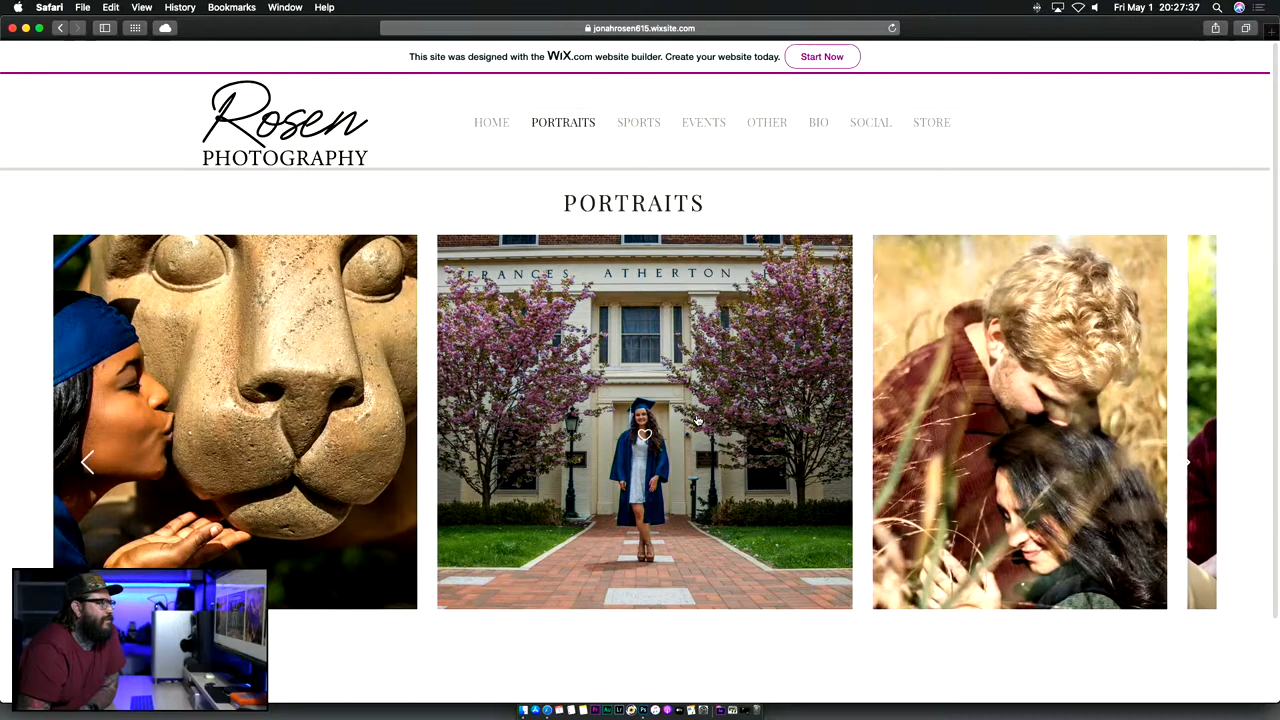 Safari File Edit View History Bookmarks Window Help
Fri May 1 20:27:37
jonahrosen615.wixsite.com
This site was designed with the WiX.com website builder. Create your website today. Start Now
Rosen
PHOTOGRAPHY
HOME PORTRAITS SPORTS EVENTS OTHER BIO SOCIAL STORE
PORTRAITS
FRANCES ATHERTON